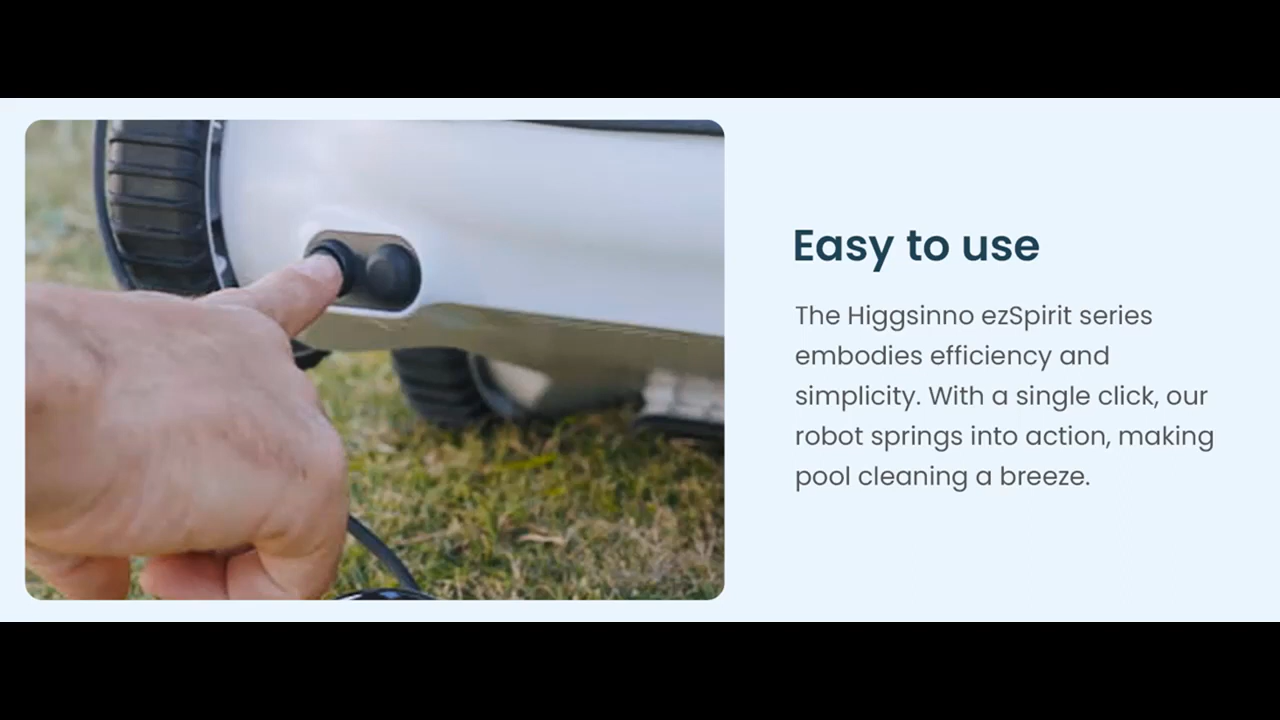 Easy to use
The Higgsinno ezSpirit series
embodies efficiency and
simplicity. With a single click, our
robot springs into action, making
pool cleaning a breeze.